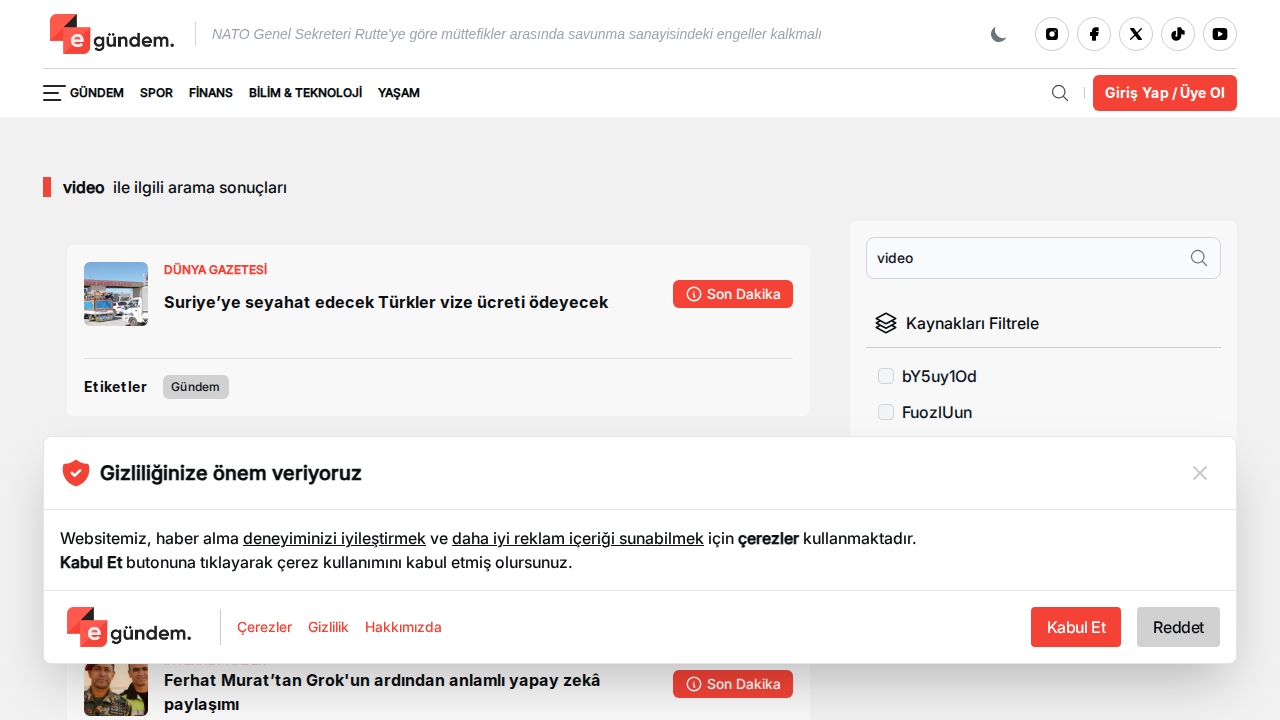 e gündem.
NATO Genel Sekreteri Rutte'ye göre müttefikler arasında savunma sanayisindeki engeller kalkmalı
GÜNDEM SPOR FİNANS BİLİM & TEKNOLOJİ YAŞAM
Giriş Yap / Üye Ol
video ile ilgili arama sonuçları
DÜNYA GAZETESİ
Suriye’ye seyahat edecek Türkler vize ücreti ödeyecek
Son Dakika
Etiketler Gündem
video
Kaynakları Filtrele
bY5uy1Od
FuozIUun
Gizliliğinize önem veriyoruz
Websitemiz, haber alma deneyiminizi iyileştirmek ve daha iyi reklam içeriği sunabilmek için çerezler kullanmaktadır.
Kabul Et butonuna tıklayarak çerez kullanımını kabul etmiş olursunuz.
e gündem.
Çerezler Gizlilik Hakkımızda
Kabul Et Reddet
Ferhat Murat’tan Grok'un ardından anlamlı yapay zekâ
paylaşımı
Son Dakika